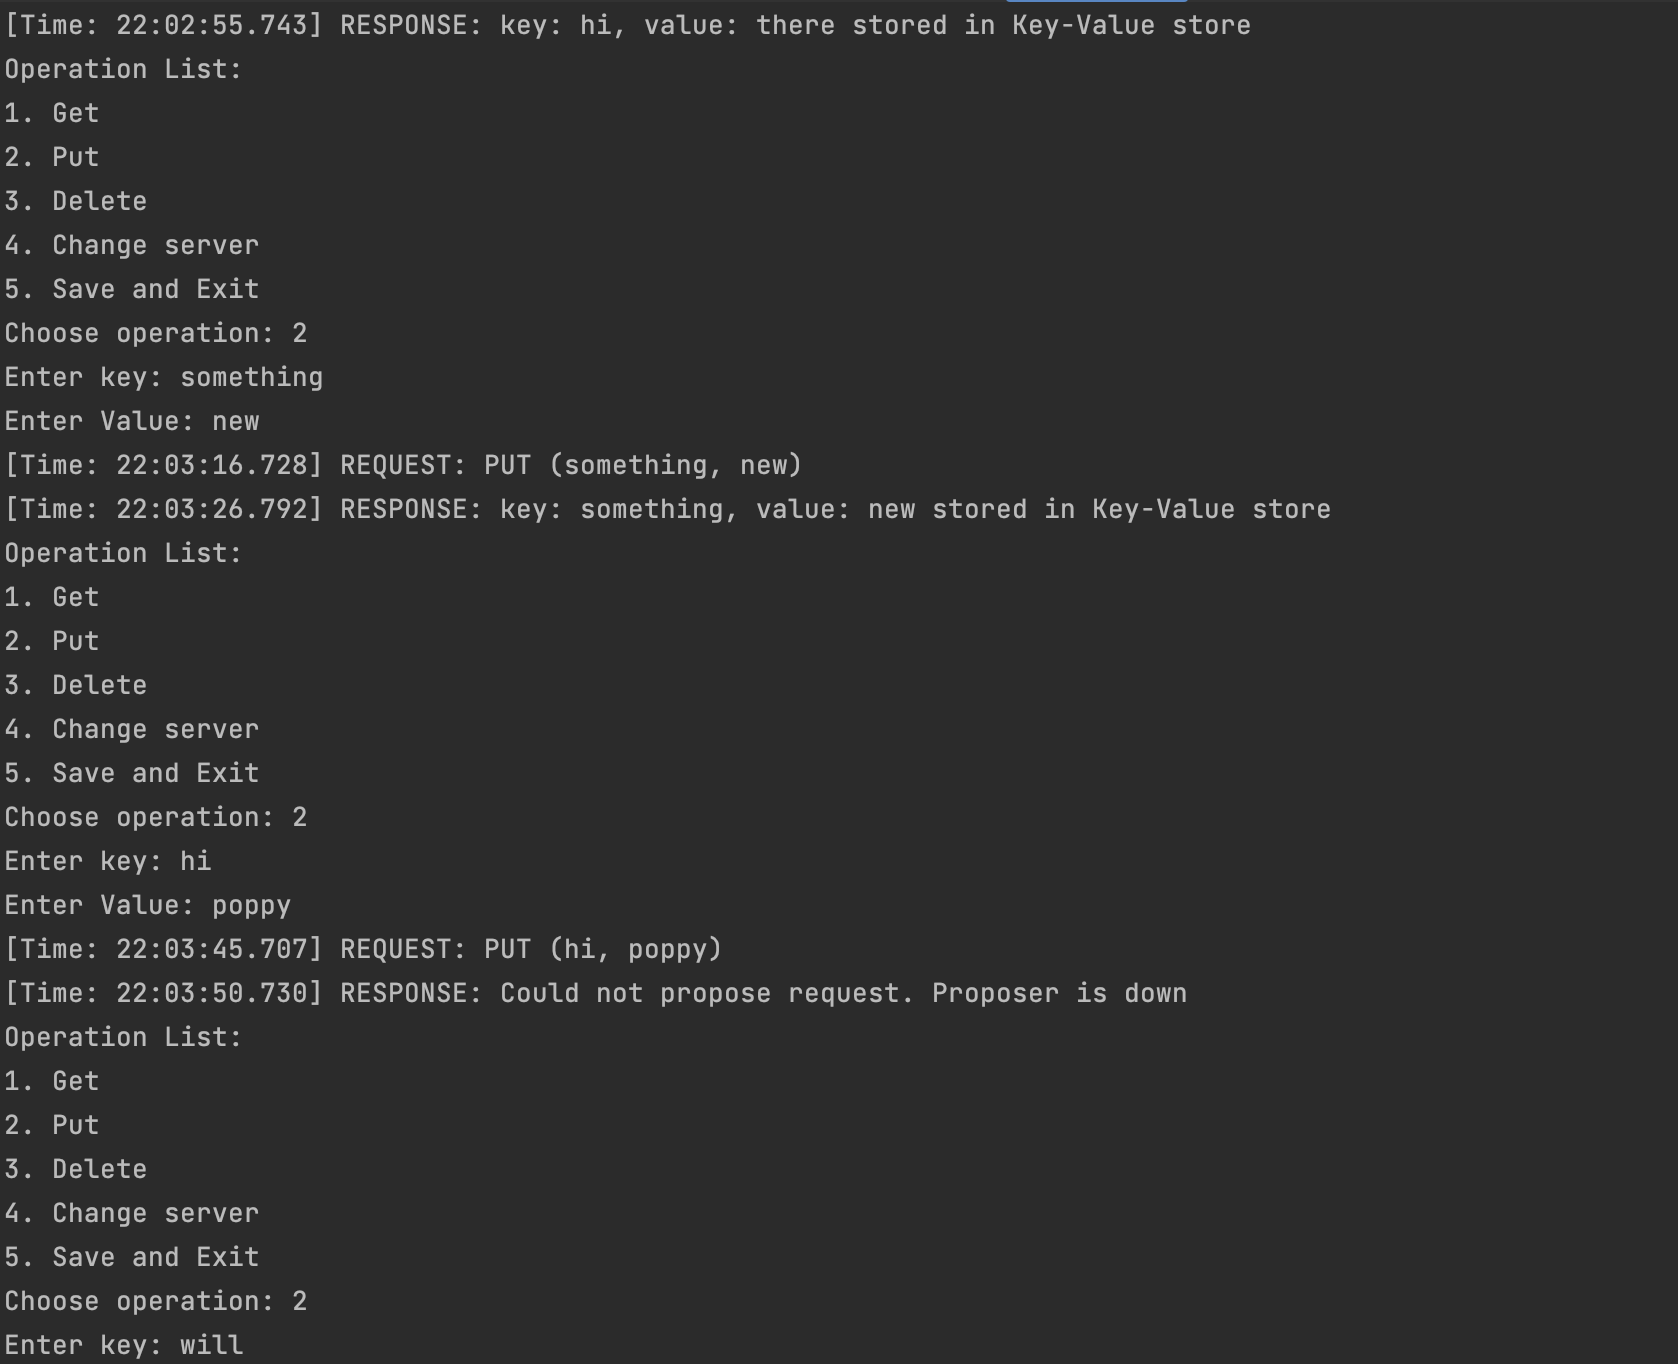 [Time: 22:02:55.743] RESPONSE: key: hi, value: there stored in Key-Value store
Operation List:
1. Get
2. Put
3. Delete
4. Change server
5. Save and Exit
Choose operation: 2
Enter key: something
Enter Value: new
[Time: 22:03:16.728] REQUEST: PUT (something, new)
[Time: 22:03:26.792] RESPONSE: key: something, value: new stored in Key-Value store
Operation List:
1. Get
2. Put
3. Delete
4. Change server
5. Save and Exit
Choose operation: 2
Enter key: hi
Enter Value: poppy
[Time: 22:03:45.707] REQUEST: PUT (hi, poppy)
[Time: 22:03:50.730] RESPONSE: Could not propose request. Proposer is down
Operation List:
1. Get
2. Put
3. Delete
4. Change server
5. Save and Exit
Choose operation: 2
Enter key: will